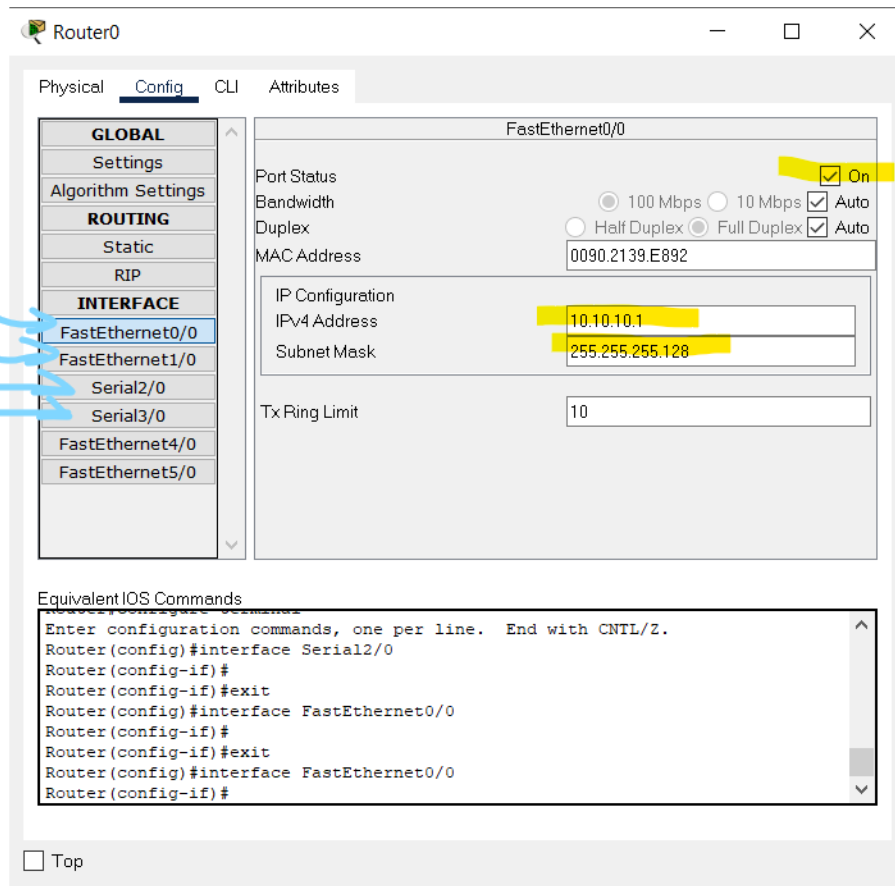 Router0
Physical Config CLI Attributes
GLOBAL
Settings
Algorithm Settings
ROUTING
Static
RIP
INTERFACE
FastEthernet0/0
FastEthernet1/0
Serial2/0
Serial3/0
FastEthernet4/0
FastEthernet5/0
FastEthernet0/0
Port Status On
Bandwidth 100 Mbps 10 Mbps Auto
Duplex Half Duplex Full Duplex Auto
MAC Address 0090.2139.E892
IP Configuration
IPv4 Address 10.10.10.1
Subnet Mask 255.255.255.128
Tx Ring Limit 10
Equivalent IOS Commands
Enter configuration commands, one per line. End with CNTL/Z.
Router(config)#interface Serial2/0
Router(config-if)#
Router(config-if)#exit
Router(config)#interface FastEthernet0/0
Router(config-if)#
Router(config-if)#exit
Router(config)#interface FastEthernet0/0
Router(config-if)#
Top